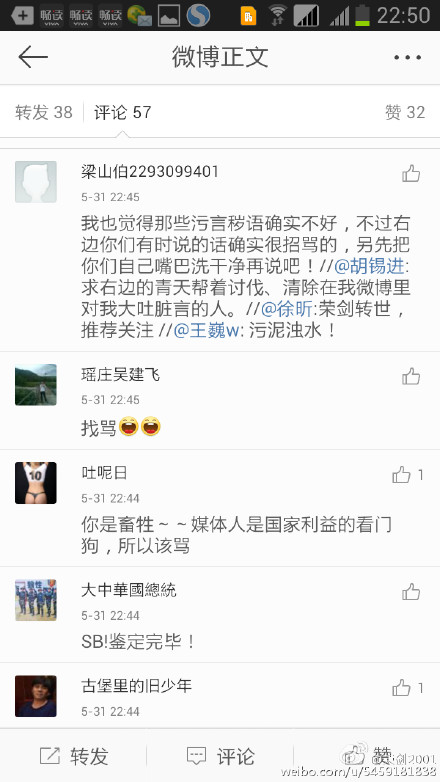 畅读
VIVA
畅读
VIVA
畅读
VIVA
22:50
微博正文
转发 38
评论 57
赞 32
梁山伯2293099401
5-31 22:45
我也觉得那些污言秽语确实不好，不过右
边你们有时说的话确实很招骂的，另先把
你们自己嘴巴洗干净再说吧！//@胡锡进:
求右边的青天帮着讨伐、清除在我微博里
对我大吐脏言的人。//@徐昕:荣剑转世，
推荐关注 //@王巍w: 污泥浊水！
瑶庄吴建飞
5-31 22:45
找骂
吐呢日
1
5-31 22:44
你是畜牲～～媒体人是国家利益的看门
狗，所以该骂
大中華國總統
5-31 22:44
SB!鉴定完毕！
古堡里的旧少年
1
5-31 22:44
转发
评论
赞
2001
weibo.com/u/5459181838